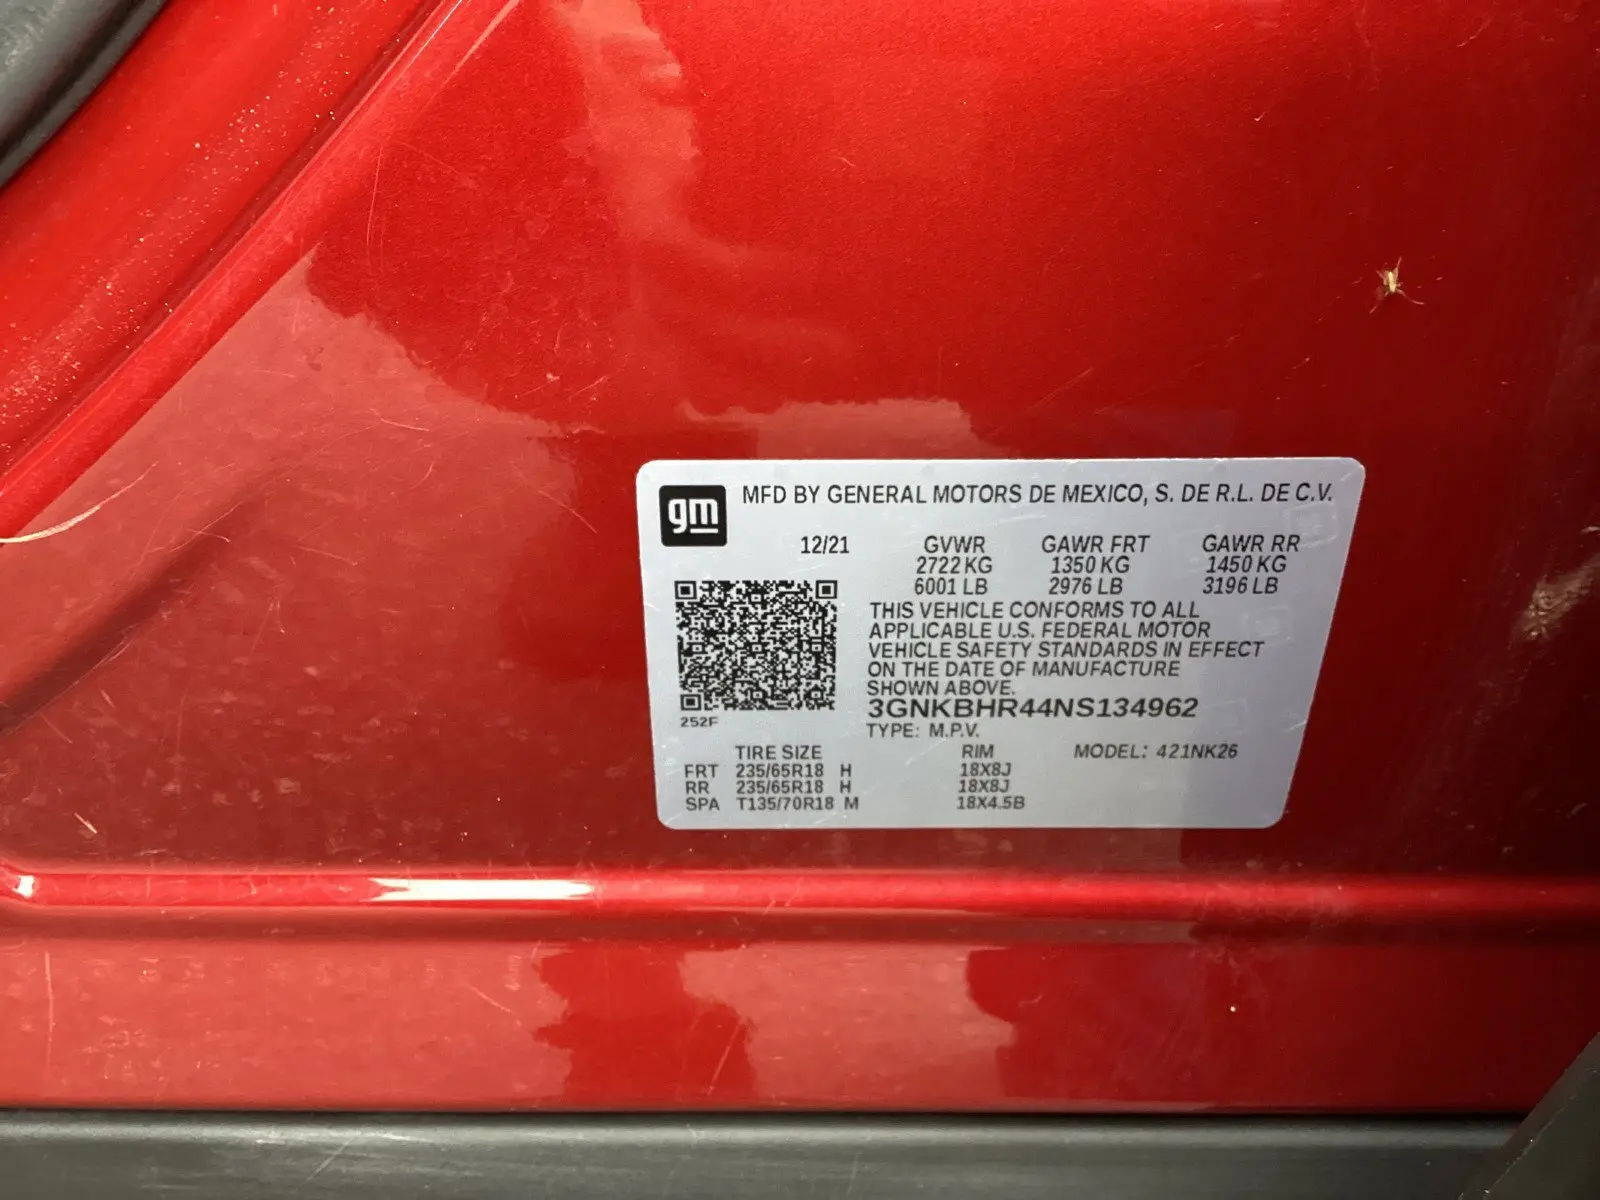 gm
MFD BY GENERAL MOTORS DE MEXICO, S. DE R.L. DE C.V.
12/21 GVWR GAWR FRT GAWR RR
2722 KG 1350 KG 1450 KG
6001 LB 2976 LB 3196 LB
THIS VEHICLE CONFORMS TO ALL
APPLICABLE U.S. FEDERAL MOTOR
VEHICLE SAFETY STANDARDS IN EFFECT
ON THE DATE OF MANUFACTURE
SHOWN ABOVE.
3GNKBHR44NS134962
252F
TYPE: M.P.V.
TIRE SIZE RIM MODEL: 421NK26
FRT 235/65R18 H 18X8J
RR 235/65R18 H 18X8J
SPA T135/70R18 M 18X4.5B